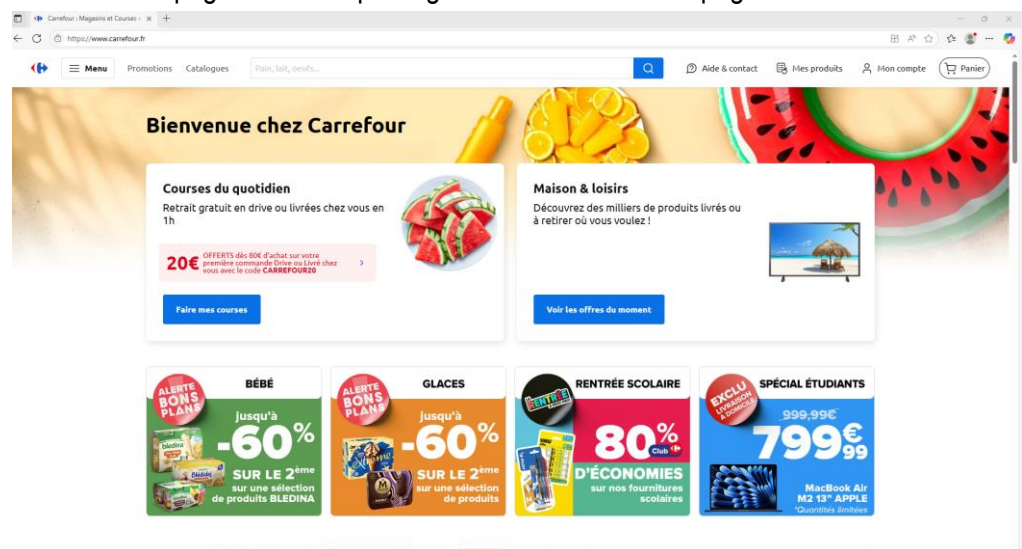 Carrefour : Magasins et Courses
https://www.carrefour.fr
Menu Promotions Catalogues Pain, lait, oeufs... Aide & contact Mes produits Mon compte Panier
Bienvenue chez Carrefour
Courses du quotidien
Retrait gratuit en drive ou livrées chez vous en
1h
20€
OFFERTS dès 80€ d'achat sur votre
première commande Drive ou Livré chez
vous avec le code CARREFOUR20
Faire mes courses
Maison & loisirs
Découvrez des milliers de produits livrés ou
à retirer où vous voulez !
Voir les offres du moment
ALERTE
BONS
PLANS
BÉBÉ
jusqu'à
-60%
SUR LE 2ème
sur une sélection
de produits BLEDINA
ALERTE
BONS
PLANS
GLACES
jusqu'à
-60%
SUR LE 2ème
sur une sélection
de produits
RENTRÉE
RENTRÉE SCOLAIRE
80%
Club
D'ÉCONOMIES
sur nos fournitures
scolaires
EXCLU
LIVRAISON
A DOMICILE
SPÉCIAL ÉTUDIANTS
999,99€
799€
99
MacBook Air
M2 13" APPLE
*Quantités limitées